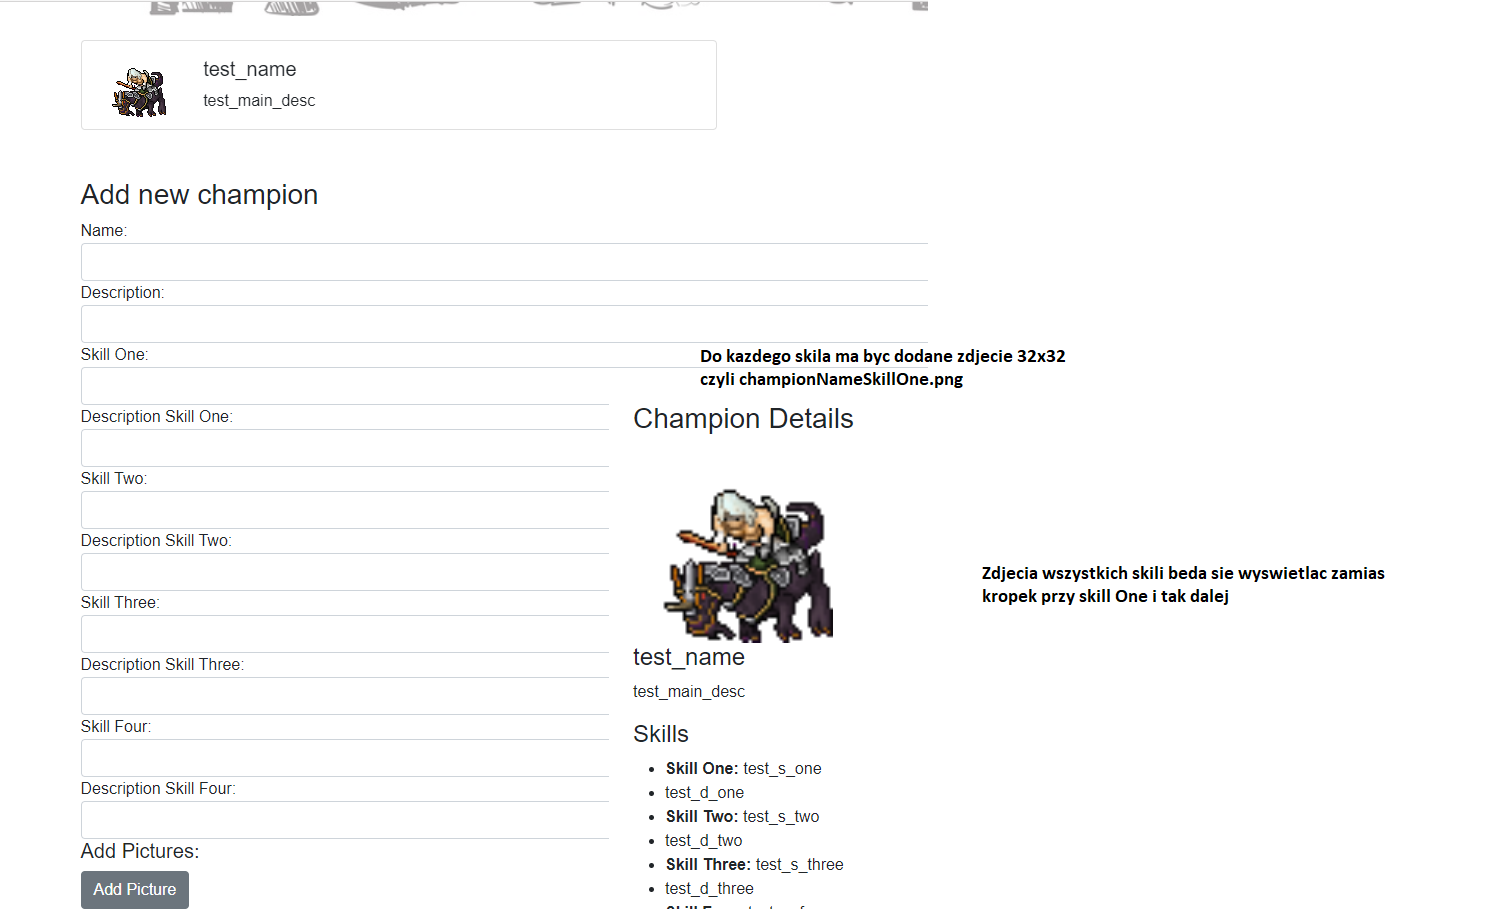 test_name
test_main_desc
Add new champion
Name:
Description:
Skill One:
Description Skill One:
Skill Two:
Description Skill Two:
Skill Three:
Description Skill Three:
Skill Four:
Description Skill Four:
Add Pictures:
Add Picture
Do kazdego skila ma byc dodane zdjecie 32x32
czyli championNameSkillOne.png
Champion Details
test_name
test_main_desc
Skills
• Skill One: test_s_one
• test_d_one
• Skill Two: test_s_two
• test_d_two
• Skill Three: test_s_three
• test_d_three
Zdjecia wszystkich skili beda sie wyswietlac zamias
kropek przy skill One i tak dalej